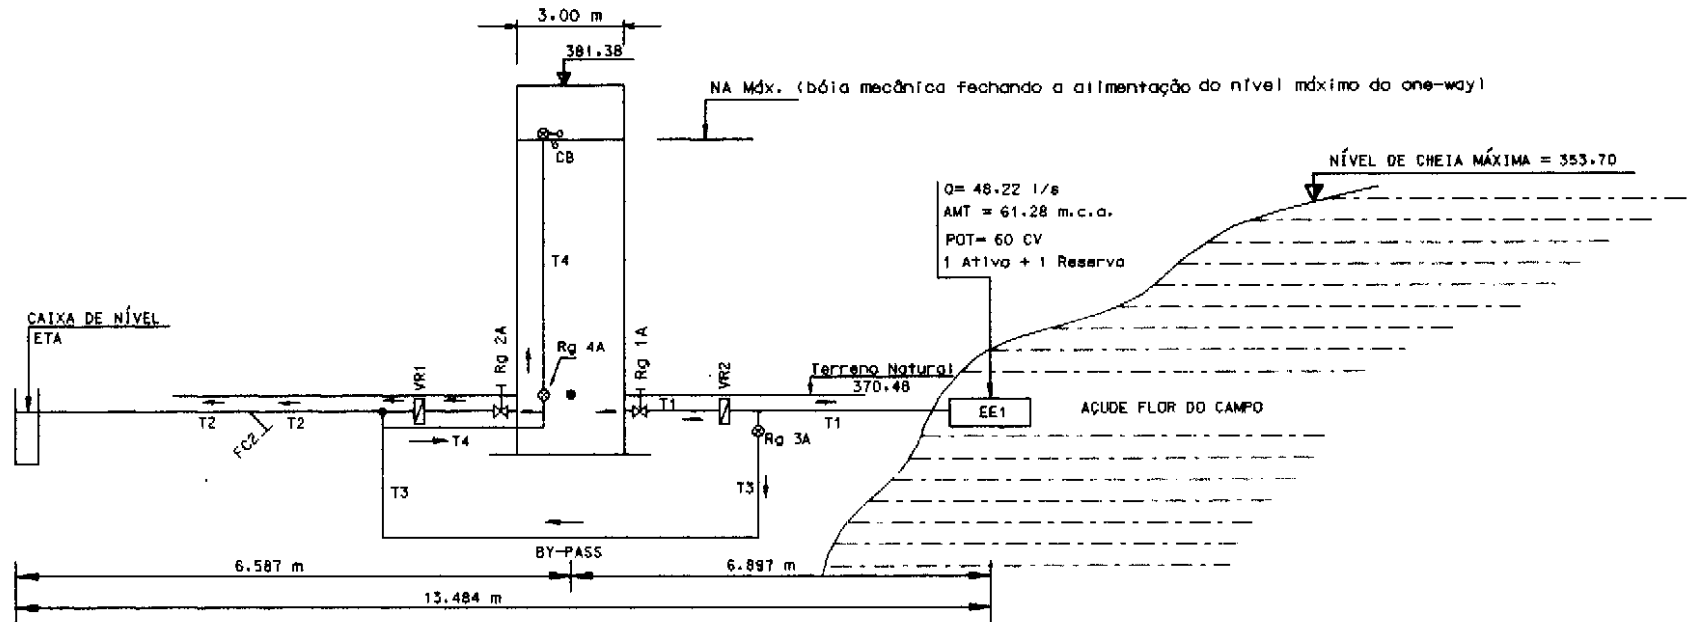 3.00 m
381.38
NA Máx. (bóia mecânica fechando a alimentação do nível máximo do one-way)
CB
NÍVEL DE CHEIA MÁXIMA = 353.70
Q= 48.22 l/s
AMT = 61.28 m.c.a.
POT= 60 CV
1 Ativa + 1 Reserva
T4
CAIXA DE NÍVEL
ETA
VR1
Rg 2A
Rg 4A
Rg 1A
VR2
Terreno Natural
370.48
T2
FC2
T2
T4
T1
T1
EE1
AÇUDE FLOR DO CAMPO
Rg 3A
T3
T3
BY-PASS
6.587 m
6.897 m
13.484 m